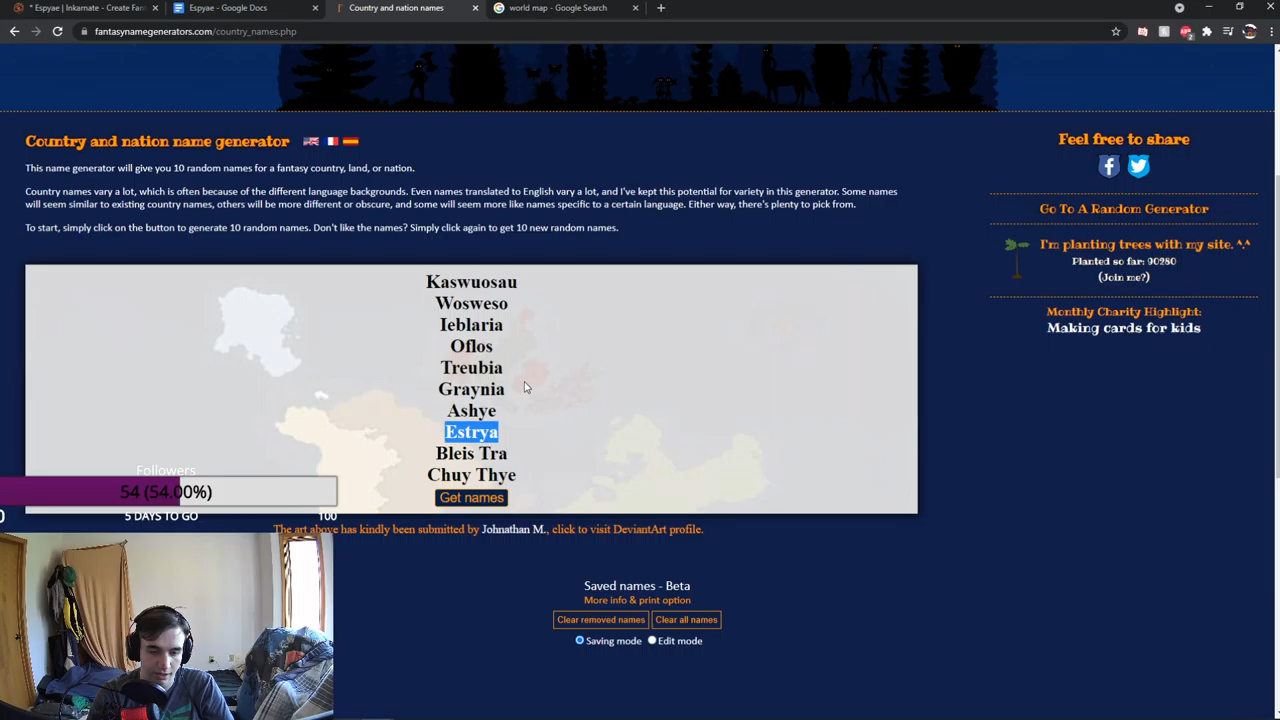 * Espyae | Inkarnate - Create Fan
Espyae - Google Docs
Country and nation names
world map - Google Search
fantasynamegenerators.com/country_names.php
Country and nation name generator
This name generator will give you 10 random names for a fantasy country, land, or nation.
Country names vary a lot, which is often because of the different language backgrounds. Even names translated to English vary a lot, and I've kept this potential for variety in this generator. Some names
will seem similar to existing country names, others will be more different or obscure, and some will seem more like names specific to a certain language. Either way, there's plenty to pick from.
To start, simply click on the button to generate 10 random names. Don't like the names? Simply click again to get 10 new random names.
Kaswuosau
Wosweso
Ieblaria
Oflos
Treubia
Graynia
Ashye
Estrya
Bleis Tra
Chuy Thye
Get names
The art above has kindly been submitted by Johnathan M., click to visit DeviantArt profile.
Saved names - Beta
More info & print option
Clear removed names
Clear all names
Saving mode
Edit mode
Feel free to share
Go To A Random Generator
I'm planting trees with my site. ^.^
Planted so far: 90280
(Join me?)
Monthly Charity Highlight:
Making cards for kids
Followers
54 (54.00%)
0
5 DAYS TO GO
100